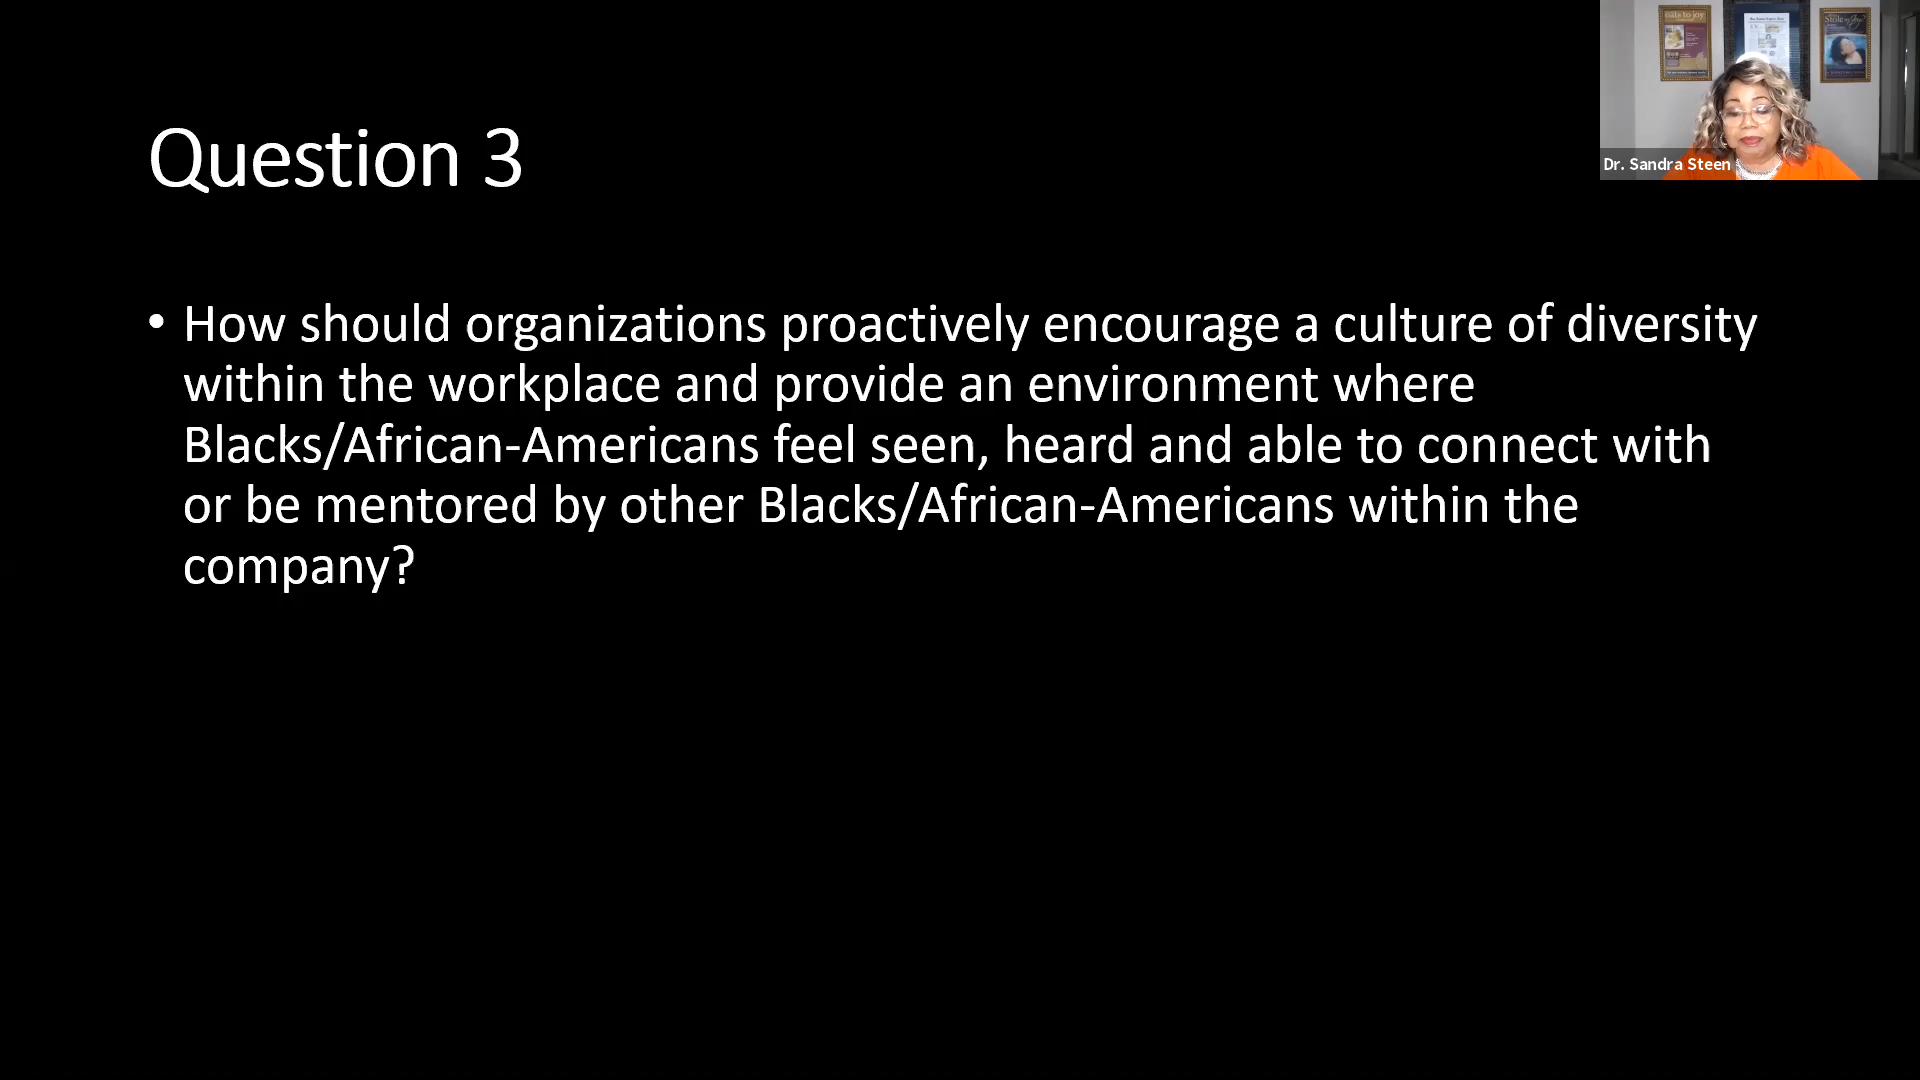 Question 3
• How should organizations proactively encourage a culture of diversity
within the workplace and provide an environment where
Blacks/African-Americans feel seen, heard and able to connect with
or be mentored by other Blacks/African-Americans within the
company?
Dr. Sandra Steen